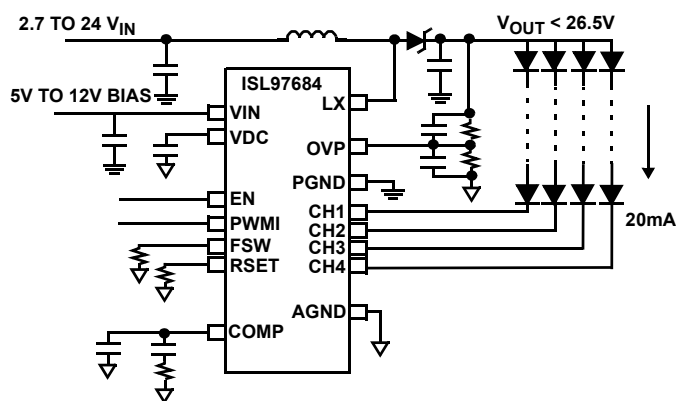 2.7 TO 24 VIN
VOUT < 26.5V
ISL97684
5V TO 12V BIAS
VIN
LX
VDC
OVP
PGND
EN
CH1
PWMI
CH2
20mA
FSW
CH3
RSET
CH4
AGND
COMP